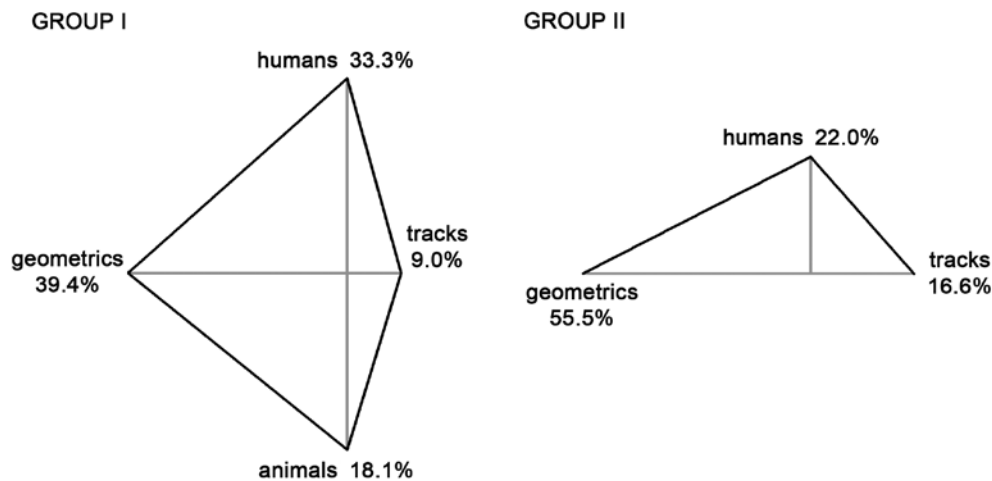 GROUP I
humans 33.3%
geometrics
39.4%
tracks
9.0%
animals 18.1%
GROUP II
humans 22.0%
geometrics
55.5%
tracks
16.6%